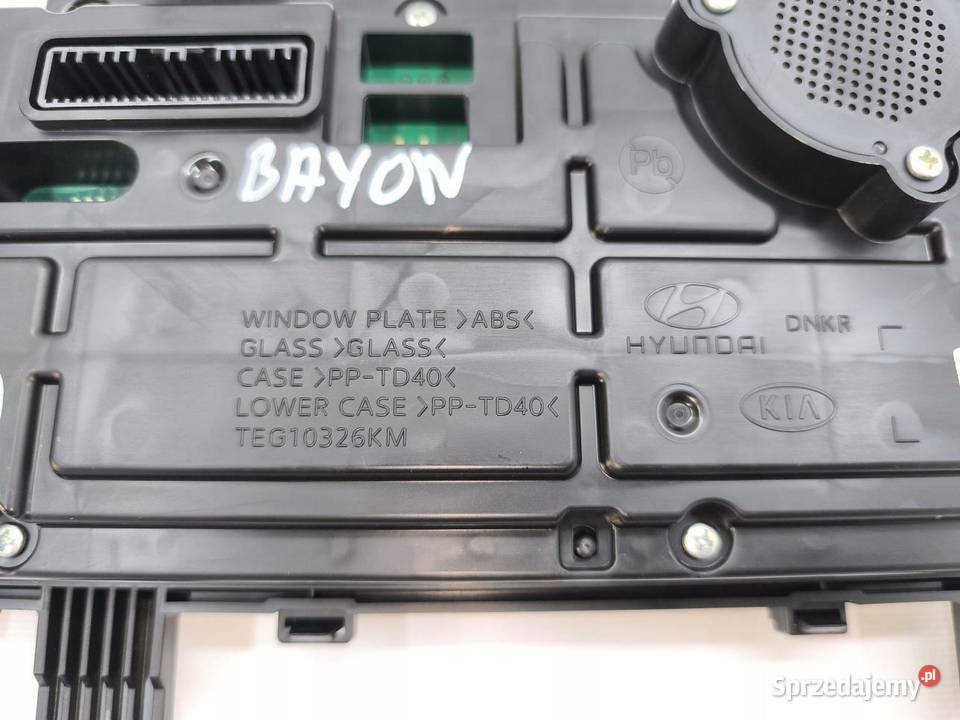 Pb
BAYON
WINDOW PLATE >ABS<
GLASS >GLASS<
CASE >PP-TD40<
LOWER CASE >PP-TD40<
TEG10326KM
HYUNDAI
DNKR
KIA
Sprzedajemy.pl